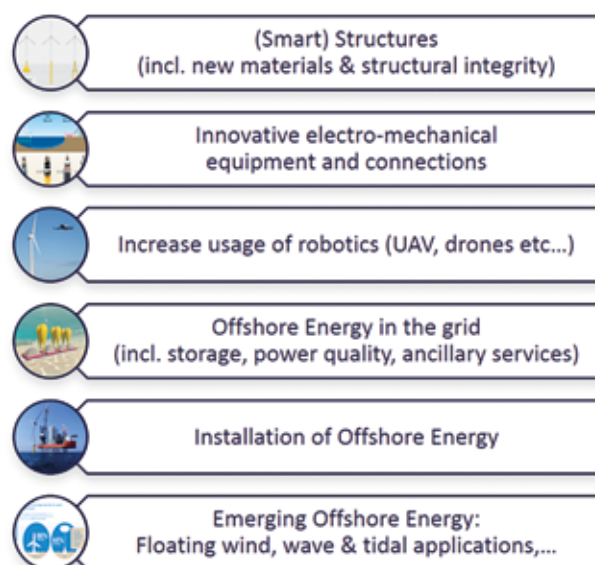 (Smart) Structures
(incl. new materials & structural integrity)
Innovative electro-mechanical
equipment and connections
Increase usage of robotics (UAV, drones etc...)
Offshore Energy in the grid
(incl. storage, power quality, ancillary services)
Installation of Offshore Energy
Emerging Offshore Energy:
Floating wind, wave & tidal applications,...